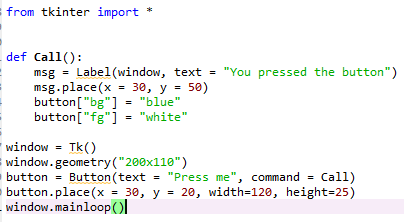 from tkinter import *
def Call():
msg = Label(window, text = "You pressed the button")
msg.place(x = 30, y = 50)
button["bg"] = "blue"
button["fg"] = "white"
window = Tk()
window.geometry("200x110")
button = Button(text = "Press me", command = Call)
button.place(x = 30, y = 20, width=120, height=25)
window.mainloop()